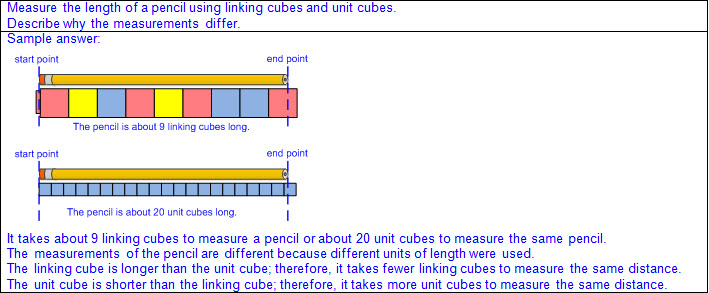 Measure the length of a pencil using linking cubes and unit cubes.
Describe why the measurements differ.
Sample answer:
start point
end point
The pencil is about 9 linking cubes long.
start point
end point
The pencil is about 20 unit cubes long.
It takes about 9 linking cubes to measure a pencil or about 20 unit cubes to measure the same pencil.
The measurements of the pencil are different because different units of length were used.
The linking cube is longer than the unit cube; therefore, it takes fewer linking cubes to measure the same distance.
The unit cube is shorter than the linking cube; therefore, it takes more unit cubes to measure the same distance.